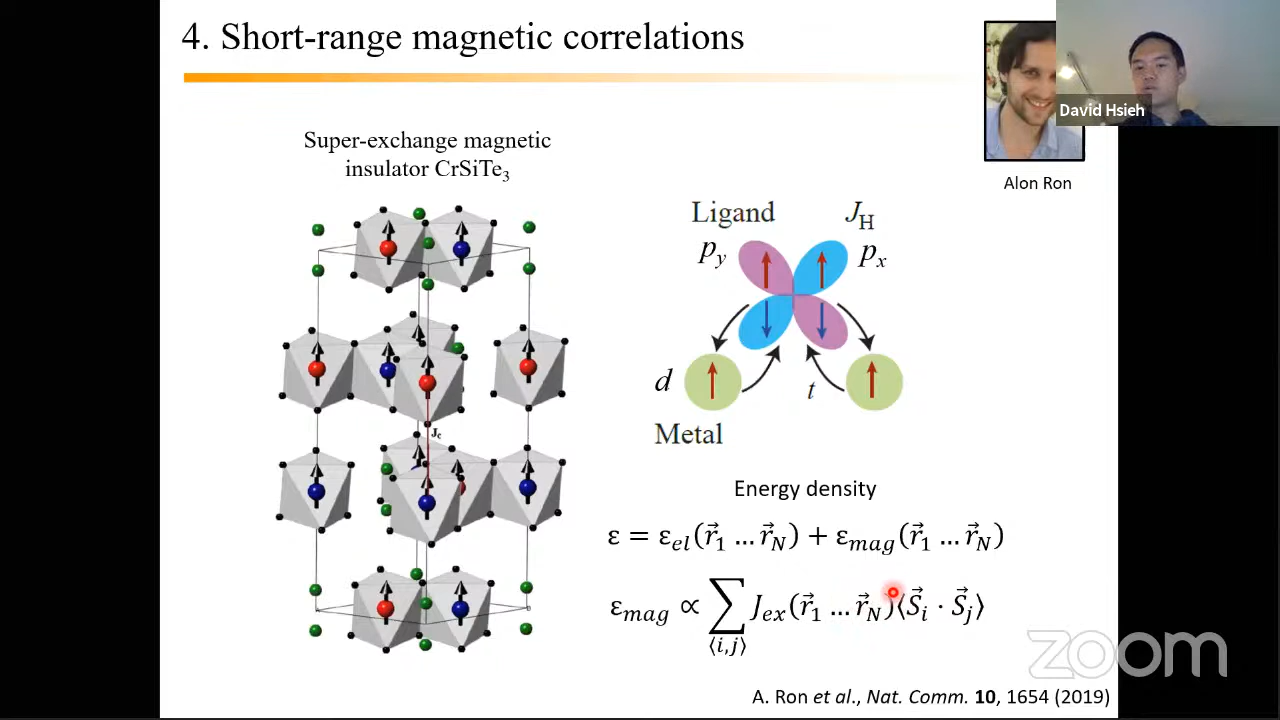 4. Short-range magnetic correlations
David Hsieh
Alon Ron
Super-exchange magnetic
insulator CrSiTe₃
J꜀
Ligand
J_H
p_y
p_x
d
t
Metal
Energy density
ε = ε_el(r⃗₁ … r⃗_N) + ε_mag(r⃗₁ … r⃗_N)
ε_mag ∝ ∑_⟨i,j⟩ J_ex(r⃗₁ … r⃗_N)⟨S⃗_i · S⃗_j⟩
zoom
A. Ron et al., Nat. Comm. 10, 1654 (2019)